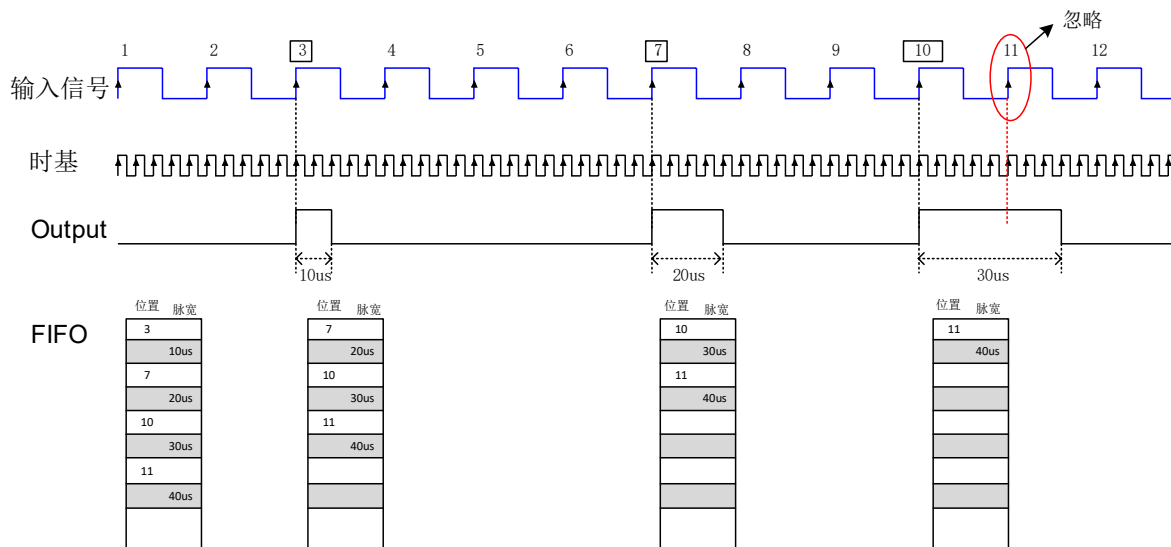 忽略
1 2 3 4 5 6 7 8 9 10 11 12
输入信号
时基
Output
10us 20us 30us
FIFO
位置 脉宽 位置 脉宽 位置 脉宽 位置 脉宽
3 7 10 11
10us 20us 30us 40us
7 10 11
20us 30us 40us
10 11
30us 40us
11
40us